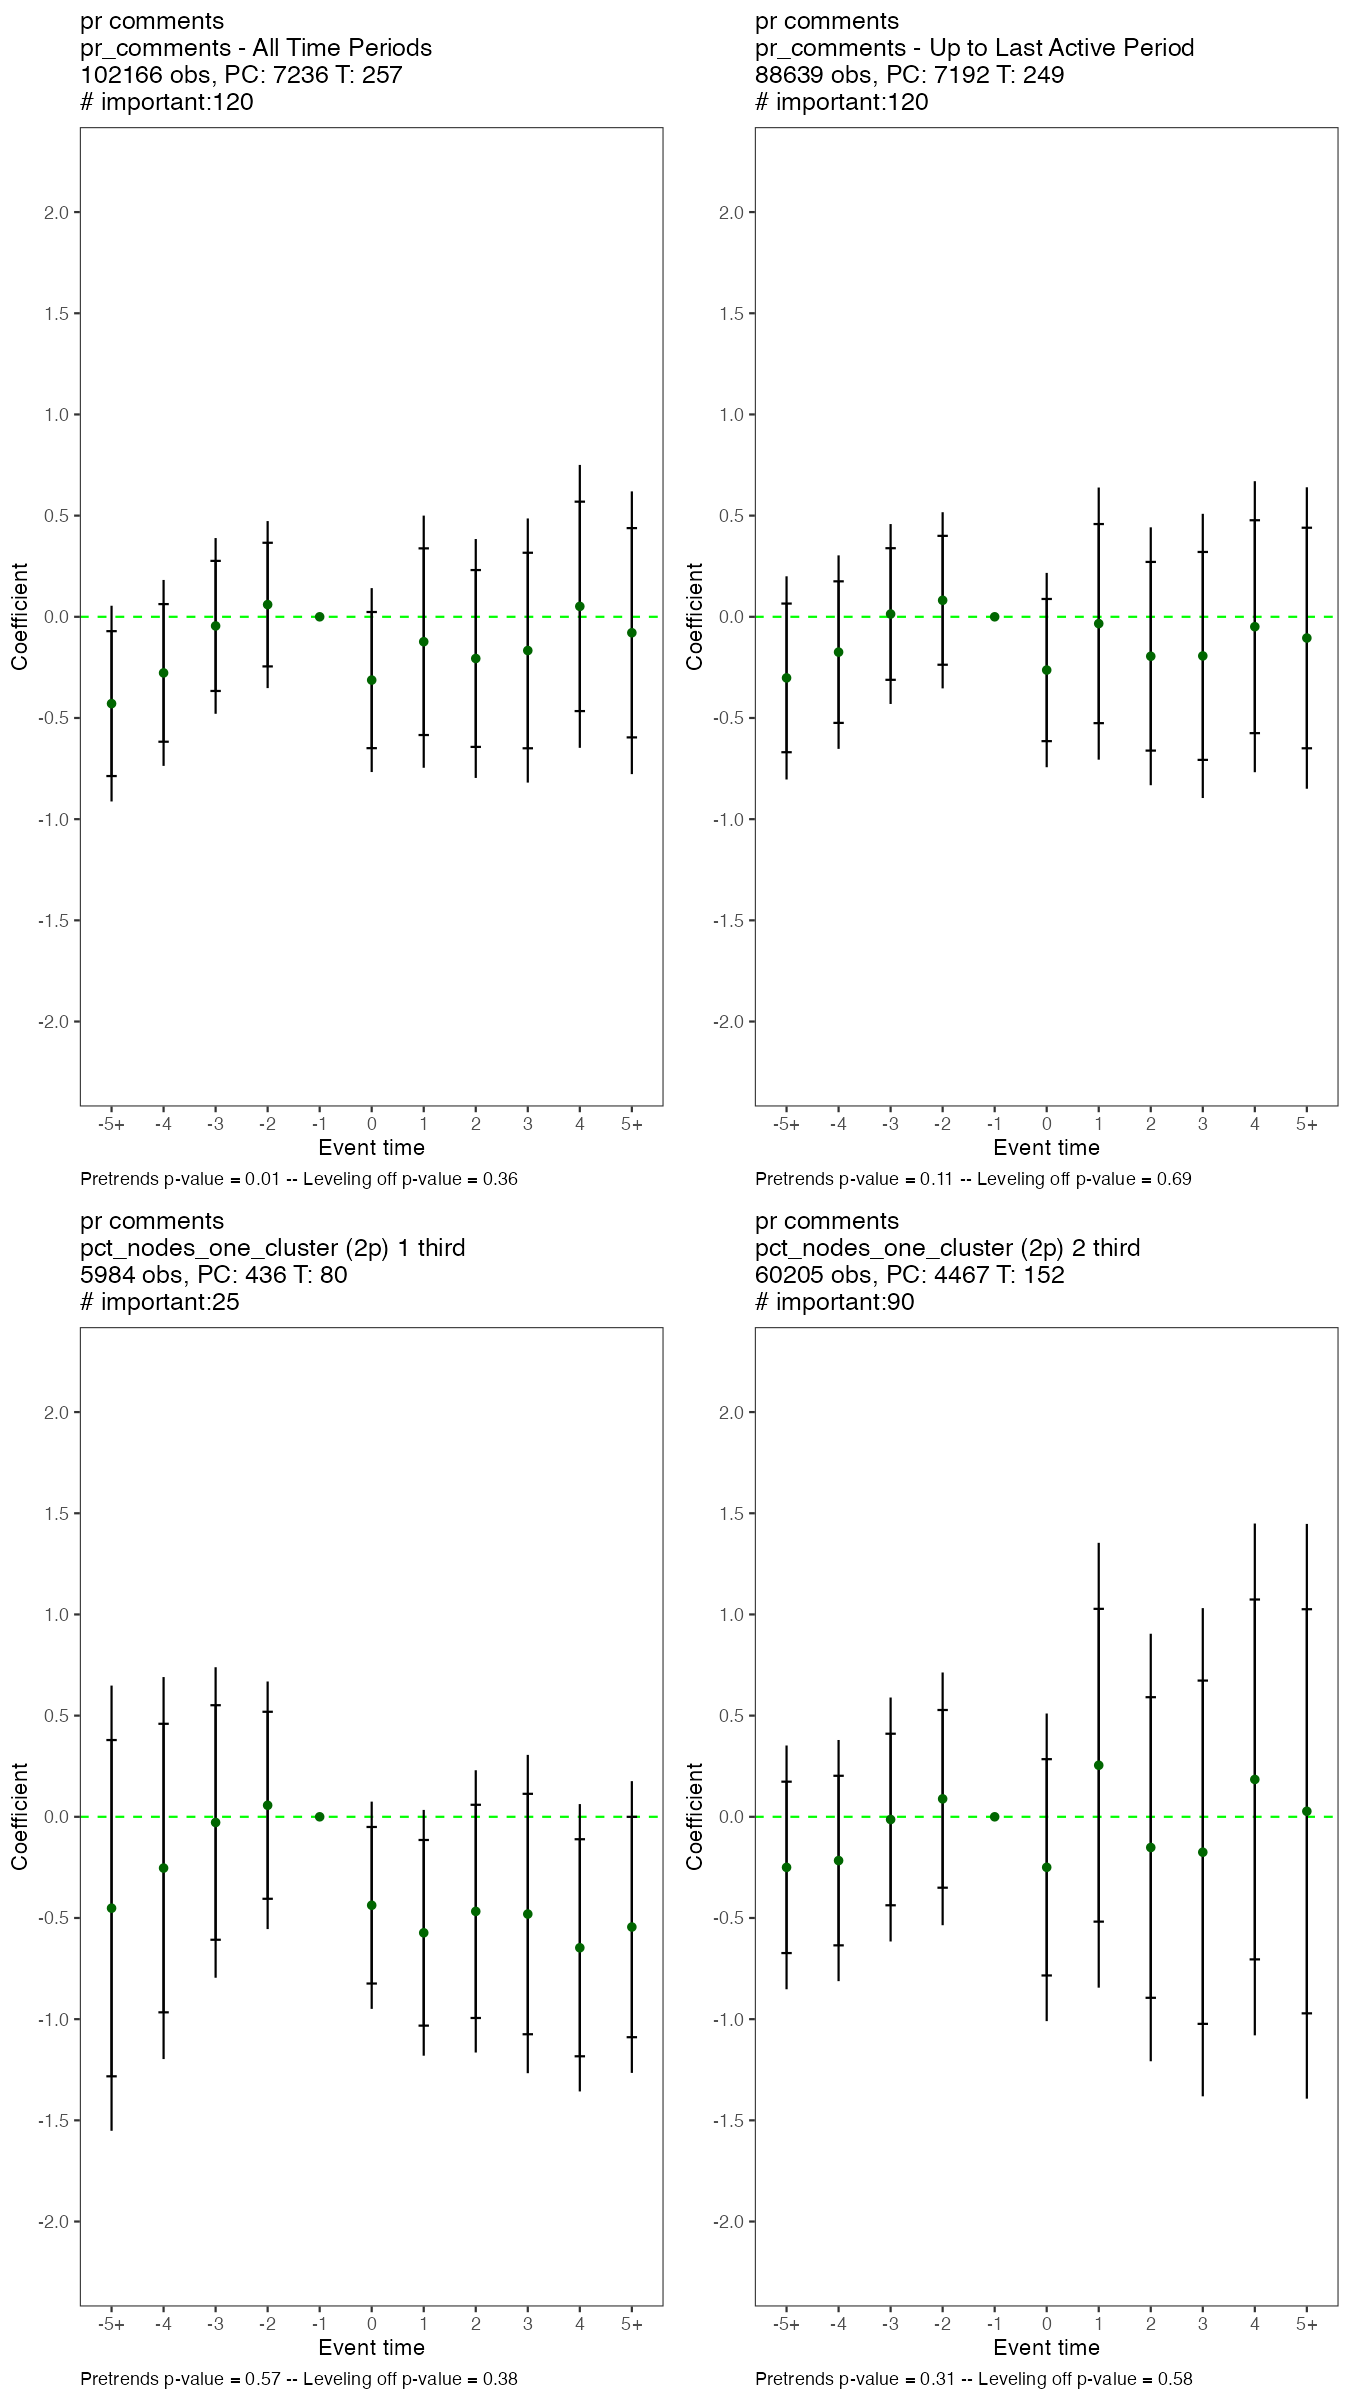 pr comments
pr_comments - All Time Periods
102166 obs, PC: 7236 T: 257
# important:120
2.0
1.5
1.0
0.5
0.0
-0.5
-1.0
-1.5
-2.0
Coefficient
-5+ -4 -3 -2 -1 0 1 2 3 4 5+
Event time
Pretrends p-value = 0.01 -- Leveling off p-value = 0.36
pr comments
pr_comments - Up to Last Active Period
88639 obs, PC: 7192 T: 249
# important:120
2.0
1.5
1.0
0.5
0.0
-0.5
-1.0
-1.5
-2.0
Coefficient
-5+ -4 -3 -2 -1 0 1 2 3 4 5+
Event time
Pretrends p-value = 0.11 -- Leveling off p-value = 0.69
pr comments
pct_nodes_one_cluster (2p) 1 third
5984 obs, PC: 436 T: 80
# important:25
2.0
1.5
1.0
0.5
0.0
-0.5
-1.0
-1.5
-2.0
Coefficient
-5+ -4 -3 -2 -1 0 1 2 3 4 5+
Event time
Pretrends p-value = 0.57 -- Leveling off p-value = 0.38
pr comments
pct_nodes_one_cluster (2p) 2 third
60205 obs, PC: 4467 T: 152
# important:90
2.0
1.5
1.0
0.5
0.0
-0.5
-1.0
-1.5
-2.0
Coefficient
-5+ -4 -3 -2 -1 0 1 2 3 4 5+
Event time
Pretrends p-value = 0.31 -- Leveling off p-value = 0.58